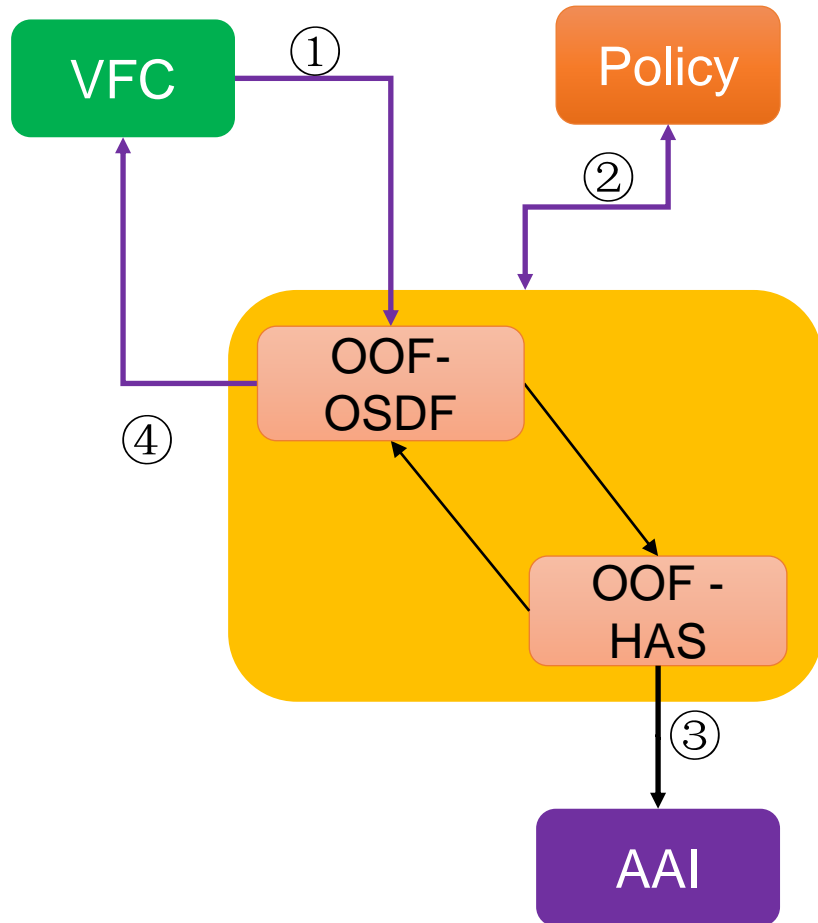 ①
VFC
Policy
②
OOF-
OSDF
④
OOF -
HAS
③
AAI